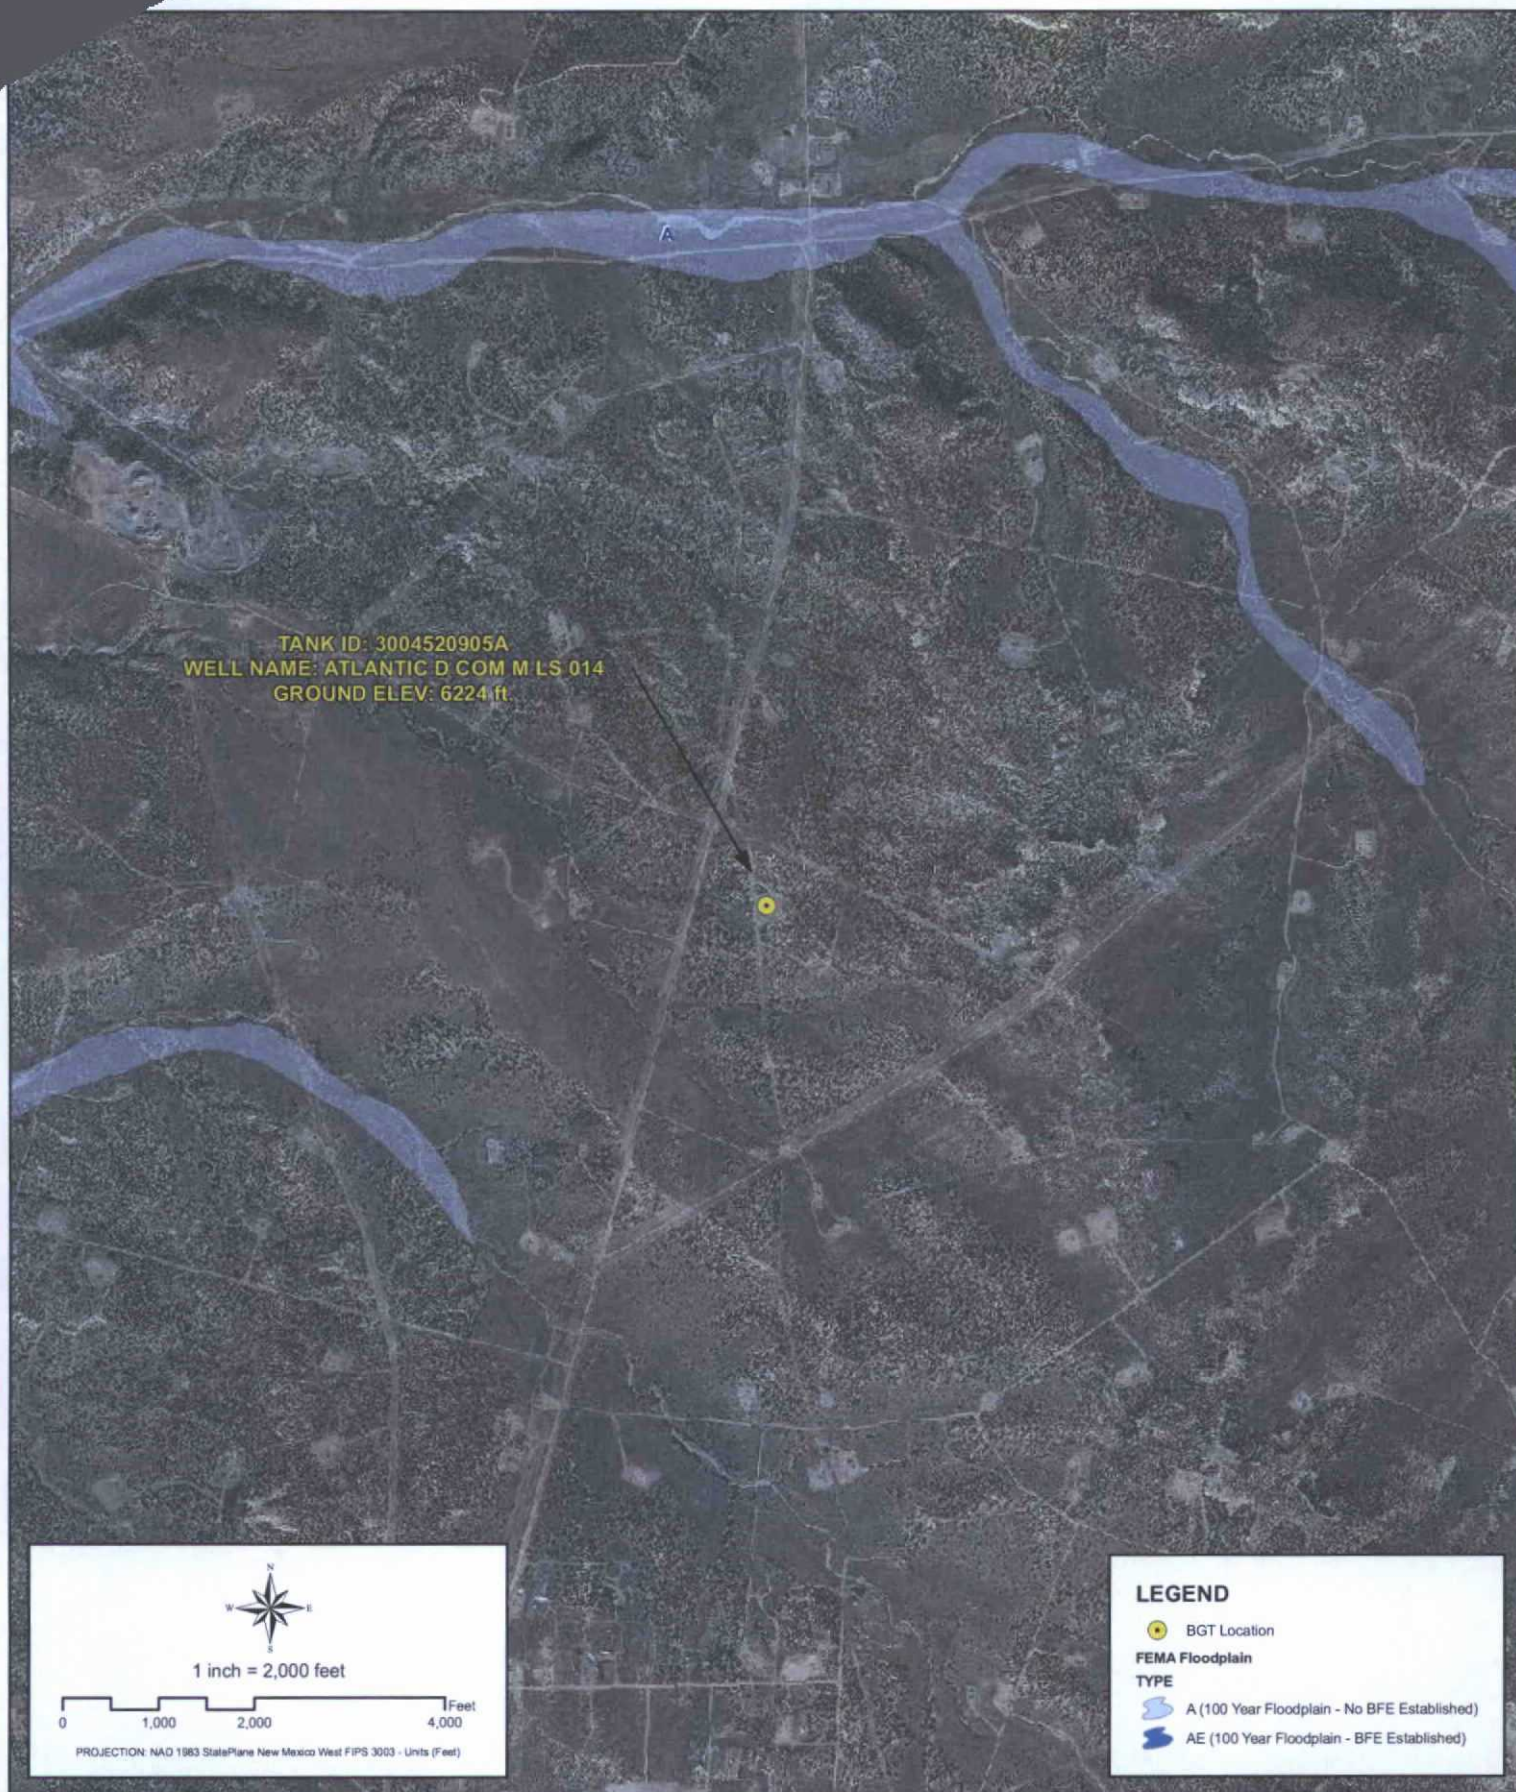 A
TANK ID: 3004520905A
WELL NAME: ATLANTIC D COM M LS 014
GROUND ELEV: 6224 ft.
N
W E
S
1 inch = 2,000 feet
Feet
0 1,000 2,000 4,000
PROJECTION: NAD 1983 StatePlane New Mexico West FIPS 3003 - Units (Feet)
LEGEND
BGT Location
FEMA Floodplain
TYPE
A (100 Year Floodplain - No BFE Established)
AE (100 Year Floodplain - BFE Established)